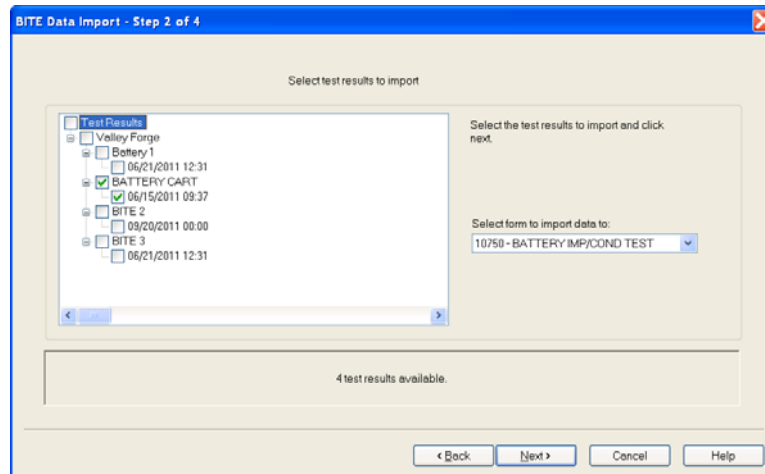 BITE Data Import - Step 2 of 4
Select test results to import
Test Results
Valley Forge
Battery 1
06/21/2011 12:31
BATTERY CART
06/15/2011 09:37
BITE 2
09/20/2011 00:00
BITE 3
06/21/2011 12:31
Select the test results to import and click
next.
Select form to import data to:
10750 - BATTERY IMP/COND TEST
4 test results available.
< Back Next > Cancel Help